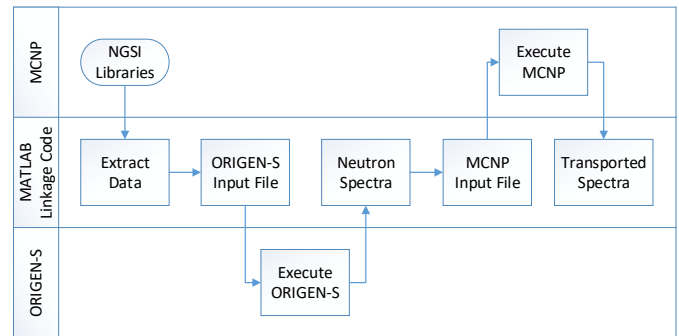 MCNP
NGSI
Libraries
Execute
MCNP
MATLAB
Linkage Code
Extract
Data
ORIGEN-S
Input File
Neutron
Spectra
MCNP
Input File
Transported
Spectra
ORIGEN-S
Execute
ORIGEN-S